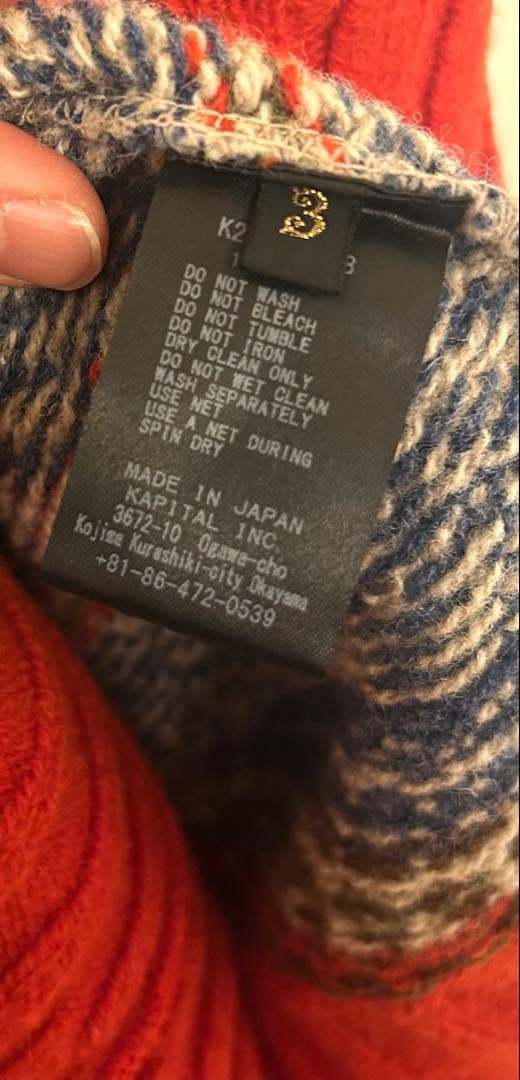 3
K2
3
DO NOT WASH
DO NOT BLEACH
DO NOT TUMBLE
DO NOT IRON
DRY CLEAN ONLY
DO NOT WET CLEAN
WASH SEPARATELY
USE NET
USE A NET DURING
SPIN DRY
MADE IN JAPAN
KAPITAL INC.
3672-10 Ogawa-cho
Kojima Kurashiki-city Okayama
+81-86-472-0539